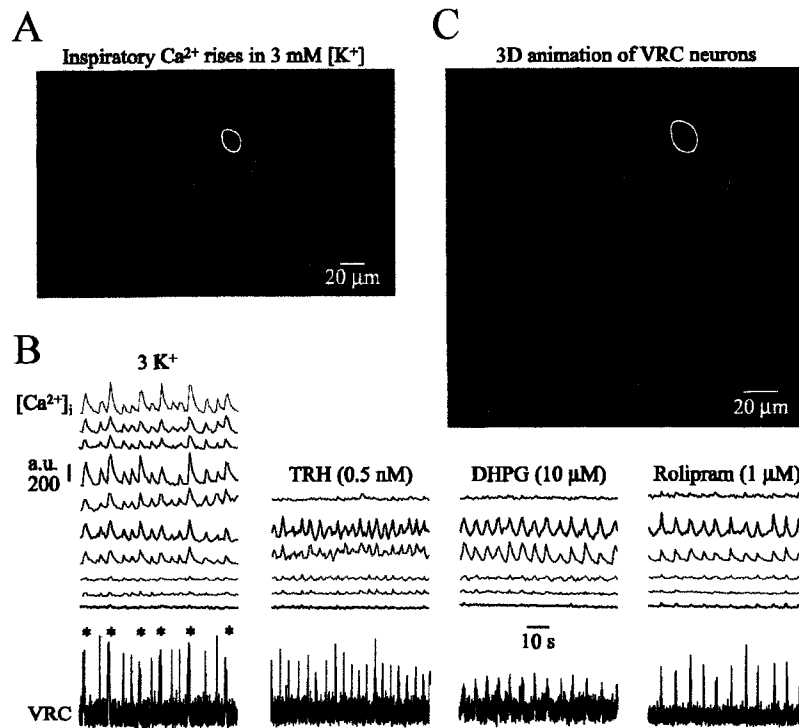 A
Inspiratory Ca²⁺ rises in 3 mM [K⁺]
20 µm
C
3D animation of VRC neurons
20 µm
B
3 K⁺
[Ca²⁺]i
a.u.
200
TRH (0.5 nM)
DHPG (10 µM)
Rolipram (1 µM)
* * * * * *
10 s
VRC